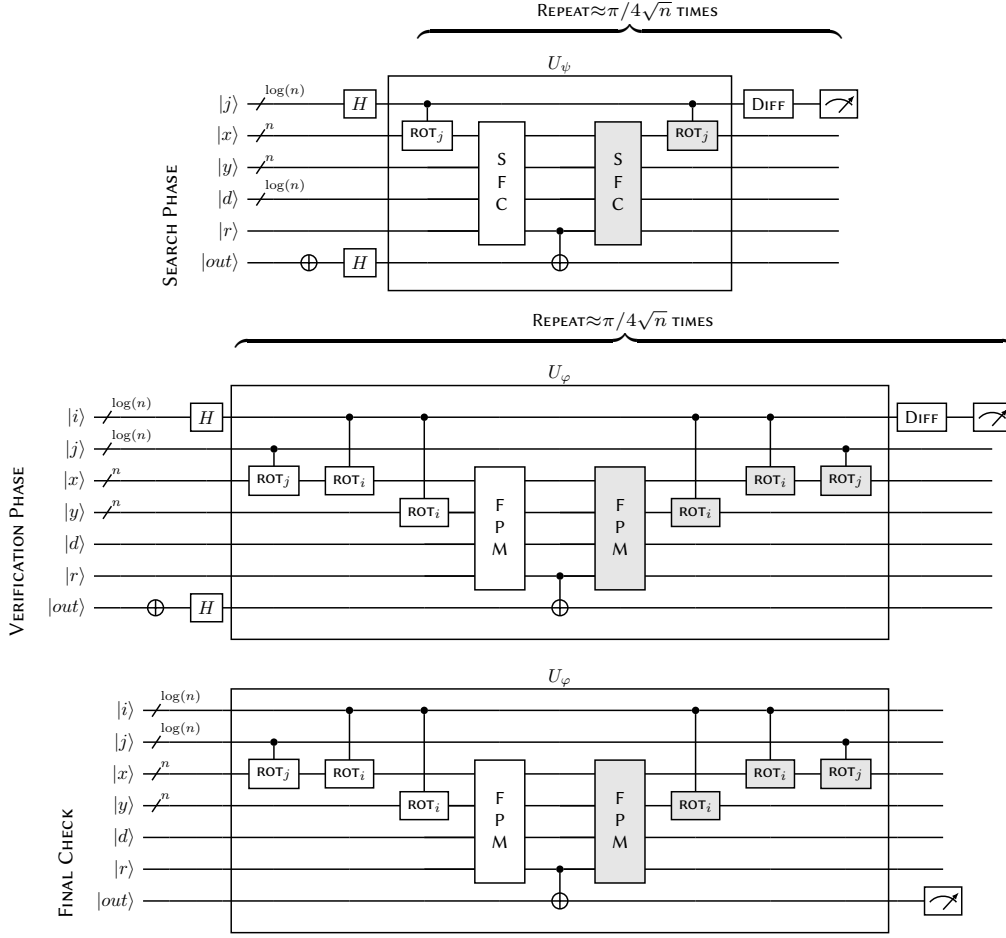 REPEAT≈π/4√n TIMES
U_ψ
|j⟩ log(n) H DIFF
ROT_j ROT_j
|x⟩ n
S F C S F C
|y⟩ n
|d⟩ log(n)
|r⟩
|out⟩ H
SEARCH PHASE
REPEAT≈π/4√n TIMES
U_φ
|i⟩ log(n) H DIFF
|j⟩ log(n)
|x⟩ n ROT_j ROT_i ROT_i ROT_j
|y⟩ n ROT_i F P M F P M ROT_i
|d⟩
|r⟩
|out⟩ H
VERIFICATION PHASE
U_φ
|i⟩ log(n)
|j⟩ log(n)
|x⟩ n ROT_j ROT_i ROT_i ROT_j
|y⟩ n ROT_i F P M F P M ROT_i
|d⟩
|r⟩
|out⟩
FINAL CHECK